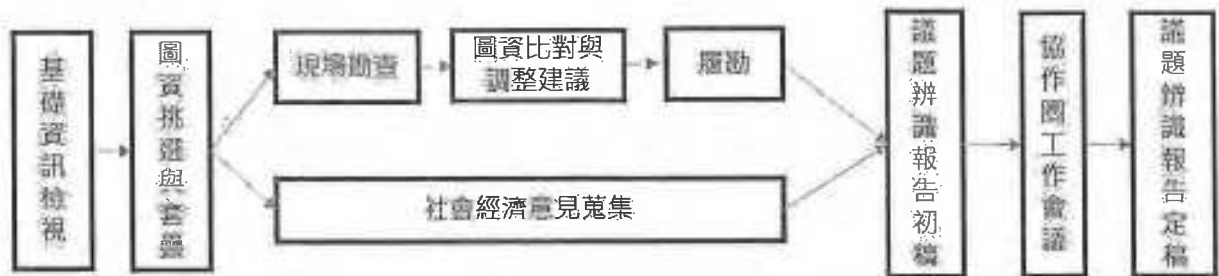 基礎資訊檢視
圖資挑選與套疊
現場勘查
圖資比對與
調整建議
履勘
社會經濟意見蒐集
議題辨識報告初稿
協作圈工作會議
議題辨識報告定稿